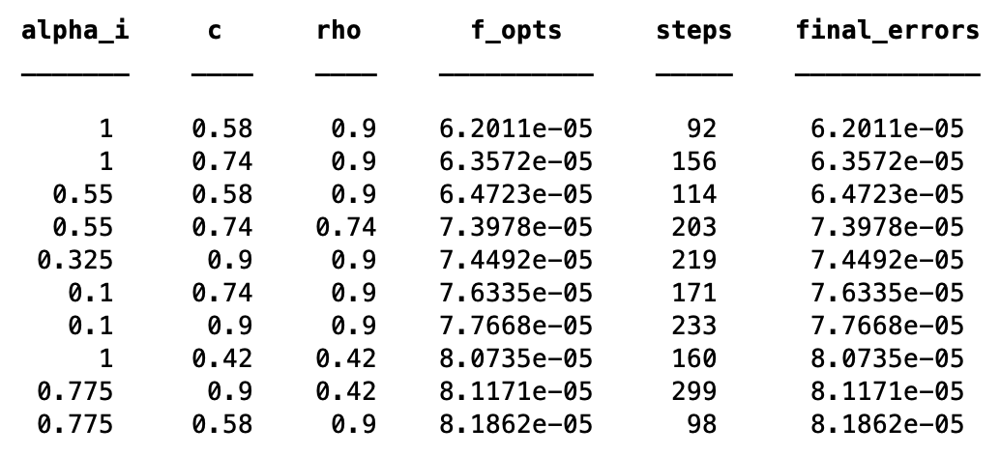 alpha_i c rho f_opts steps final_errors
1 0.58 0.9 6.2011e-05 92 6.2011e-05
1 0.74 0.9 6.3572e-05 156 6.3572e-05
0.55 0.58 0.9 6.4723e-05 114 6.4723e-05
0.55 0.74 0.74 7.3978e-05 203 7.3978e-05
0.325 0.9 0.9 7.4492e-05 219 7.4492e-05
0.1 0.74 0.9 7.6335e-05 171 7.6335e-05
0.1 0.9 0.9 7.7668e-05 233 7.7668e-05
1 0.42 0.42 8.0735e-05 160 8.0735e-05
0.775 0.9 0.42 8.1171e-05 299 8.1171e-05
0.775 0.58 0.9 8.1862e-05 98 8.1862e-05